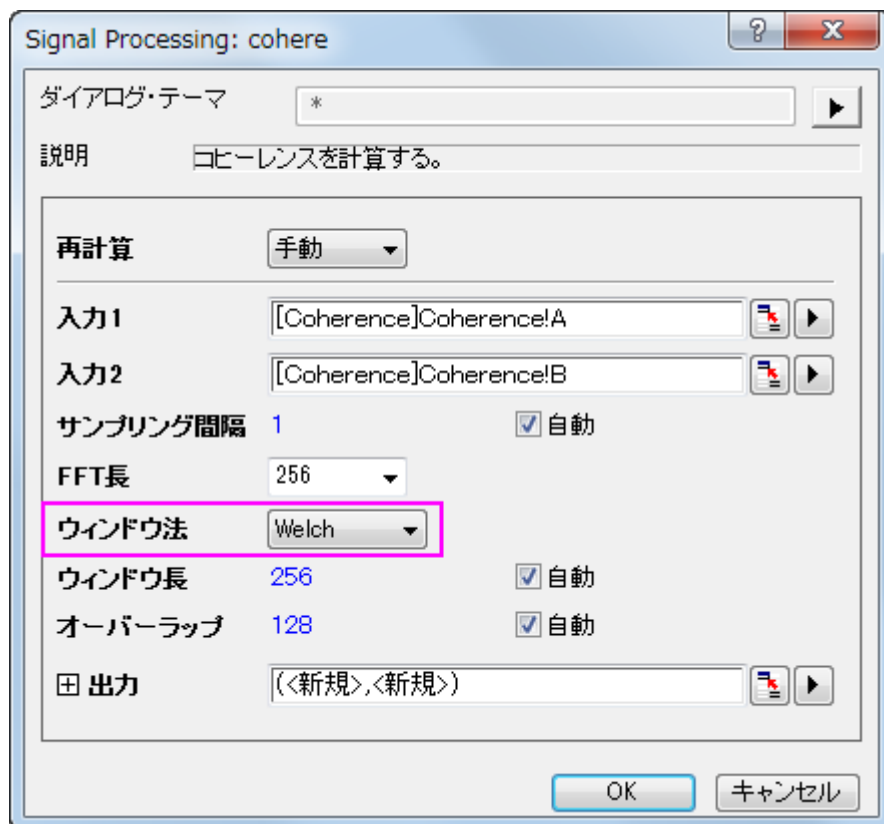 Signal Processing: cohere
ダイアログ・テーマ *
説明 コヒーレンスを計算する。
再計算 手動
入力1 [Coherence]Coherence!A
入力2 [Coherence]Coherence!B
サンプリング間隔 1 自動
FFT長 256
ウィンドウ法 Welch
ウィンドウ長 256 自動
オーバーラップ 128 自動
出力 (<新規>,<新規>)
OK キャンセル